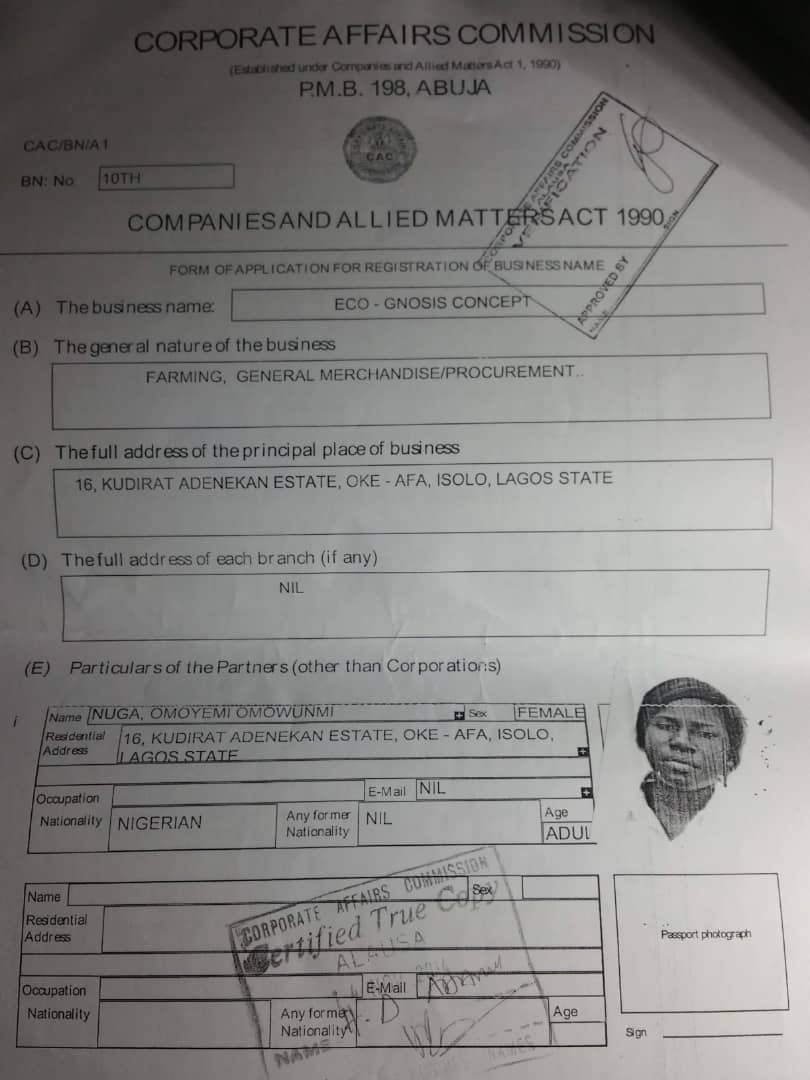 CORPORATE AFFAIRS COMMISSION
(Established under Companies and Allied Matters Act 1, 1990)
P.M.B. 198, ABUJA
CAC/BN/A1
CAC
BN: No 10TH
CORPORATE AFFAIRS COMMISSION
ALAUSA
VERIFICATION
SIGN
APPROVED BY
NAME
COMPANIES AND ALLIED MATTERS ACT 1990
FORM OF APPLICATION FOR REGISTRATION OF BUSINESS NAME
(A) The business name: ECO - GNOSIS CONCEPT
(B) The general nature of the business
FARMING, GENERAL MERCHANDISE/PROCUREMENT..
(C) The full address of the principal place of business
16, KUDIRAT ADENEKAN ESTATE, OKE - AFA, ISOLO, LAGOS STATE
(D) The full address of each branch (if any)
NIL
(E) Particulars of the Partners (other than Corporations)
i Name NUGA, OMOYEMI OMOWUNMI Sex FEMALE
Residential Address 16, KUDIRAT ADENEKAN ESTATE, OKE - AFA, ISOLO,
LAGOS STATE
Occupation E-Mail NIL
Nationality NIGERIAN Any former Nationality NIL Age ADUL
Name Sex
Residential Address
Occupation E-Mail
Nationality Any former Nationality Age
Passport photograph
Sign
CORPORATE AFFAIRS COMMISSION
Certified True Copy
ALAUSA
NAME